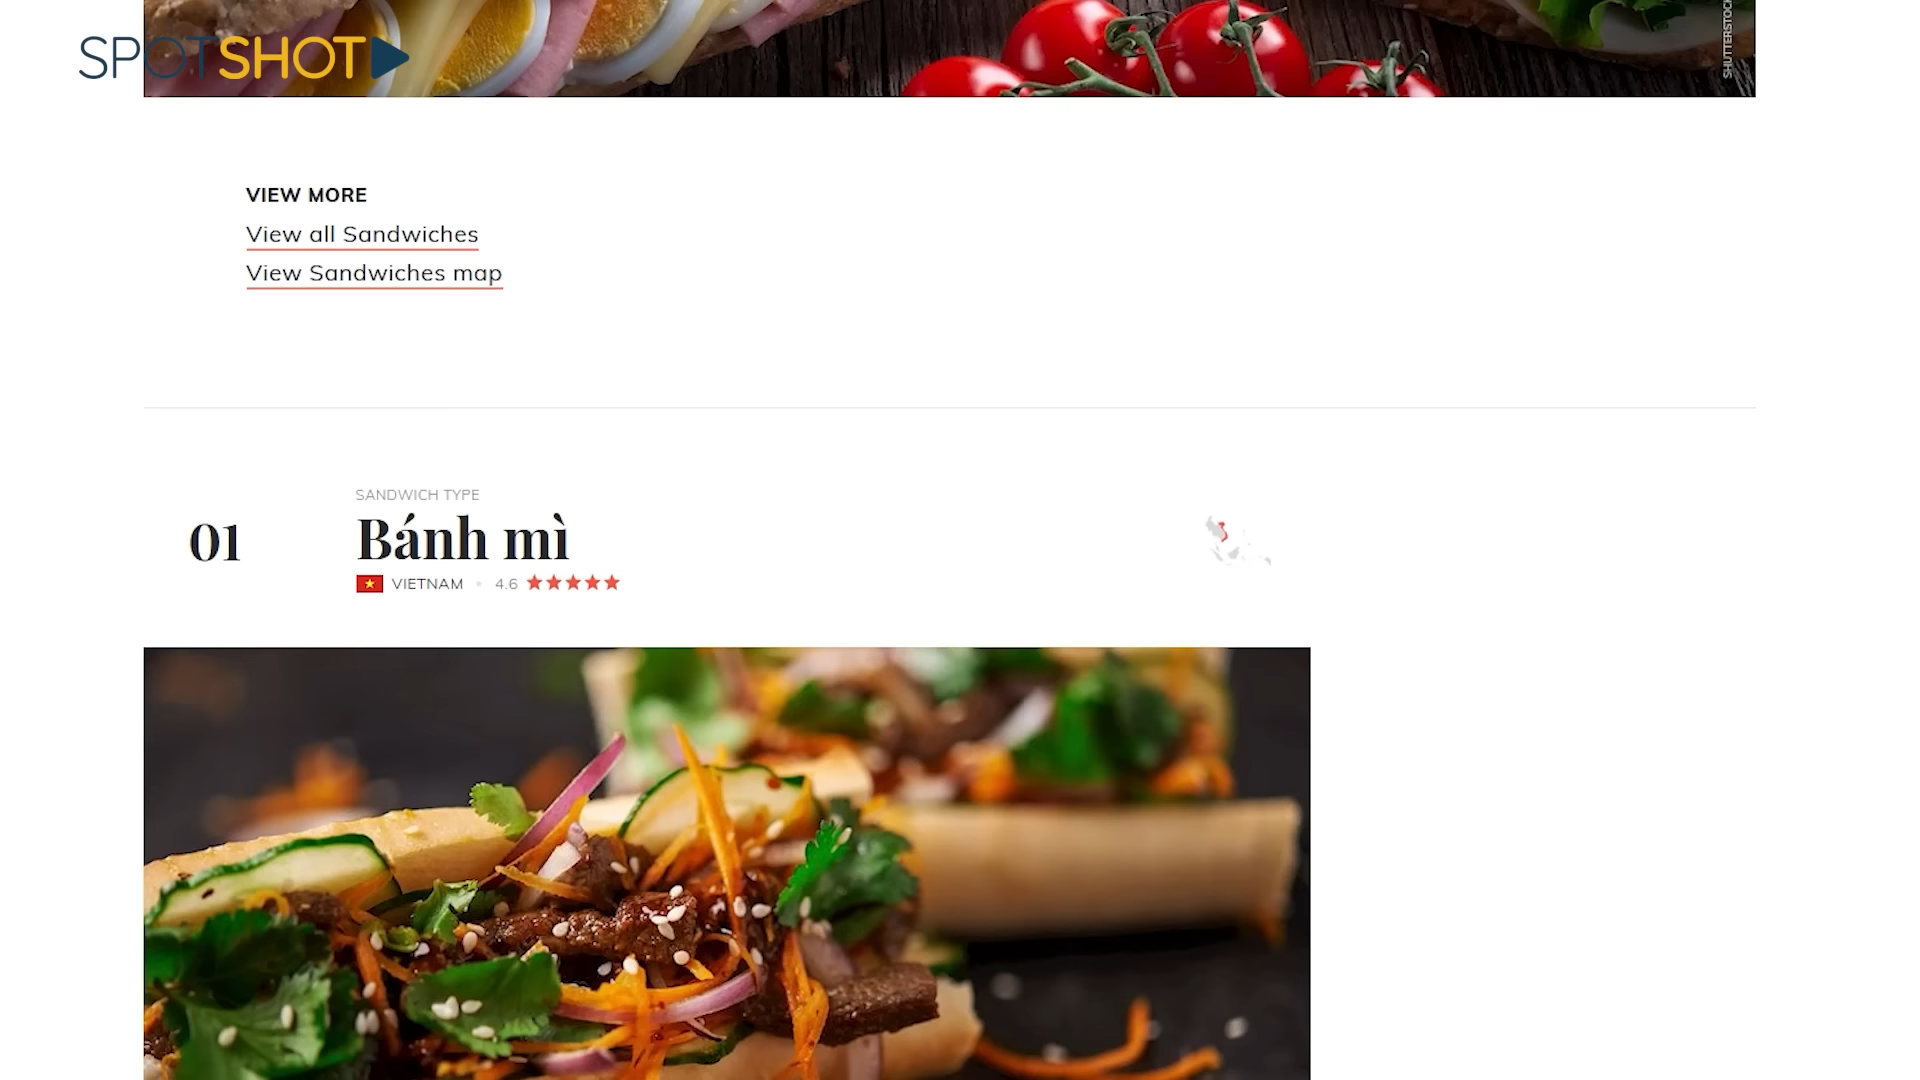 SPOTSHOT
SHUTTERSTOCK
VIEW MORE
View all Sandwiches
View Sandwiches map
SANDWICH TYPE
01
Bánh mì
VIETNAM • 4.6